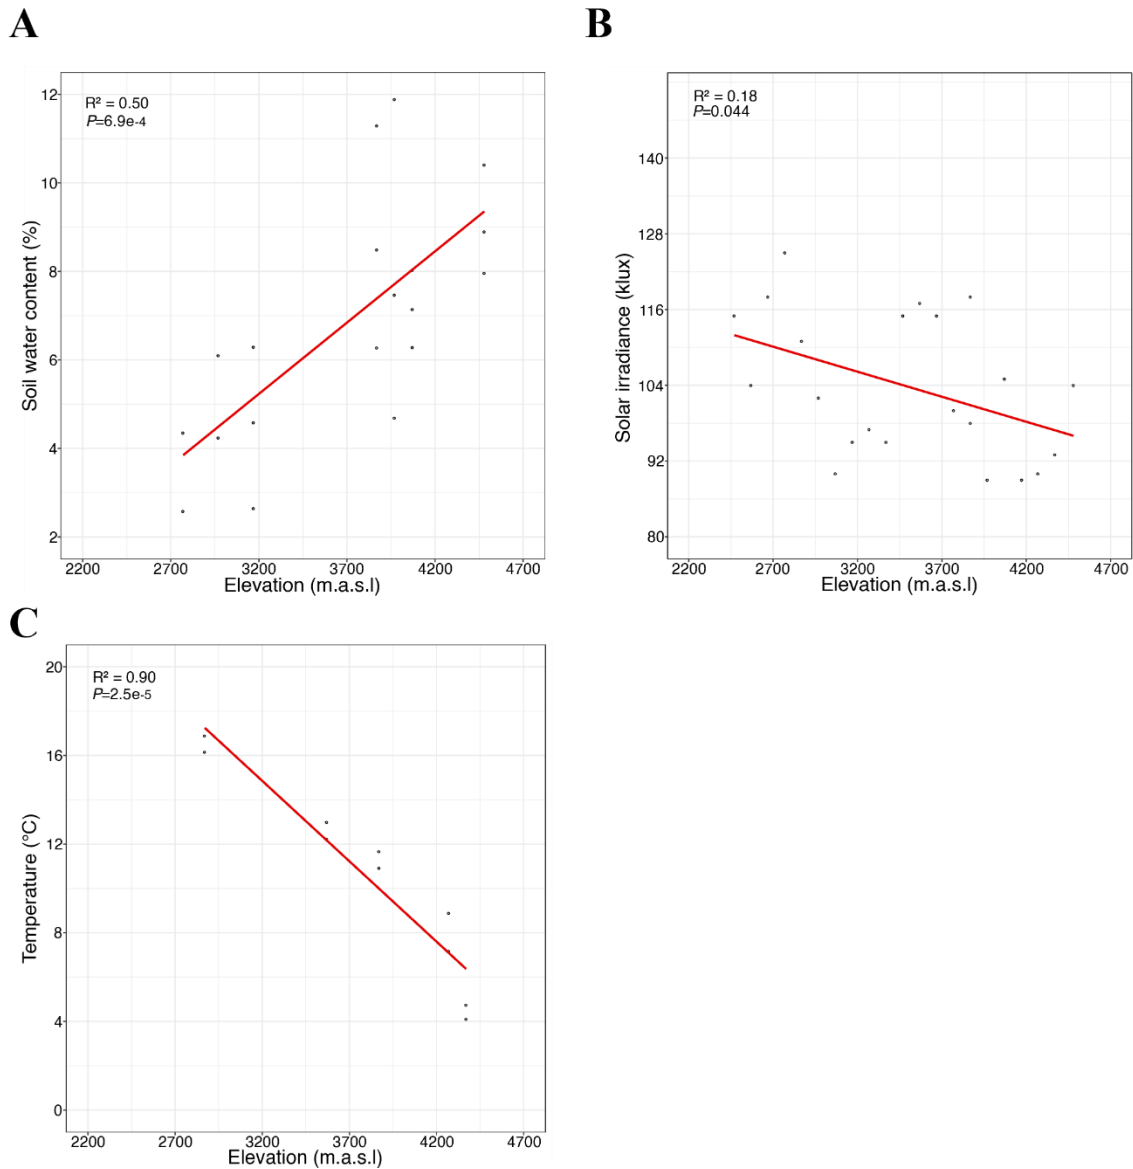 A
R² = 0.50
P=6.9e-4
Soil water content (%)
12
10
8
6
4
2
2200 2700 3200 3700 4200 4700
Elevation (m.a.s.l)
B
R² = 0.18
P=0.044
Solar irradiance (klux)
140
128
116
104
92
80
2200 2700 3200 3700 4200 4700
Elevation (m.a.s.l)
C
R² = 0.90
P=2.5e-5
Temperature (°C)
20
16
12
8
4
0
2200 2700 3200 3700 4200 4700
Elevation (m.a.s.l)